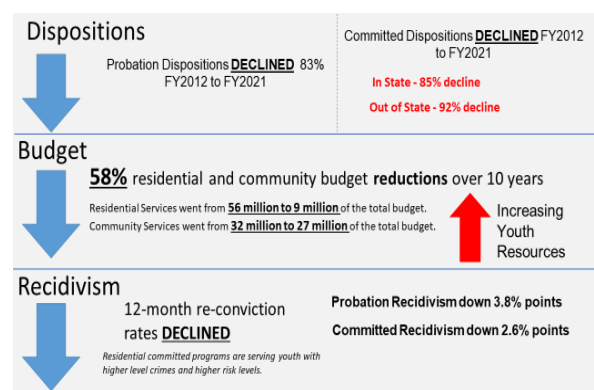 Dispositions
Probation Dispositions DECLINED 83%
FY2012 to FY2021
Committed Dispositions DECLINED FY2012
to FY2021
In State - 85% decline
Out of State - 92% decline
Budget
58% residential and community budget reductions over 10 years
Residential Services went from 56 million to 9 million of the total budget.
Community Services went from 32 million to 27 million of the total budget.
Increasing
Youth
Resources
Recidivism
12-month re-conviction
rates DECLINED
Residential committed programs are serving youth with
higher level crimes and higher risk levels.
Probation Recidivism down 3.8% points
Committed Recidivism down 2.6% points